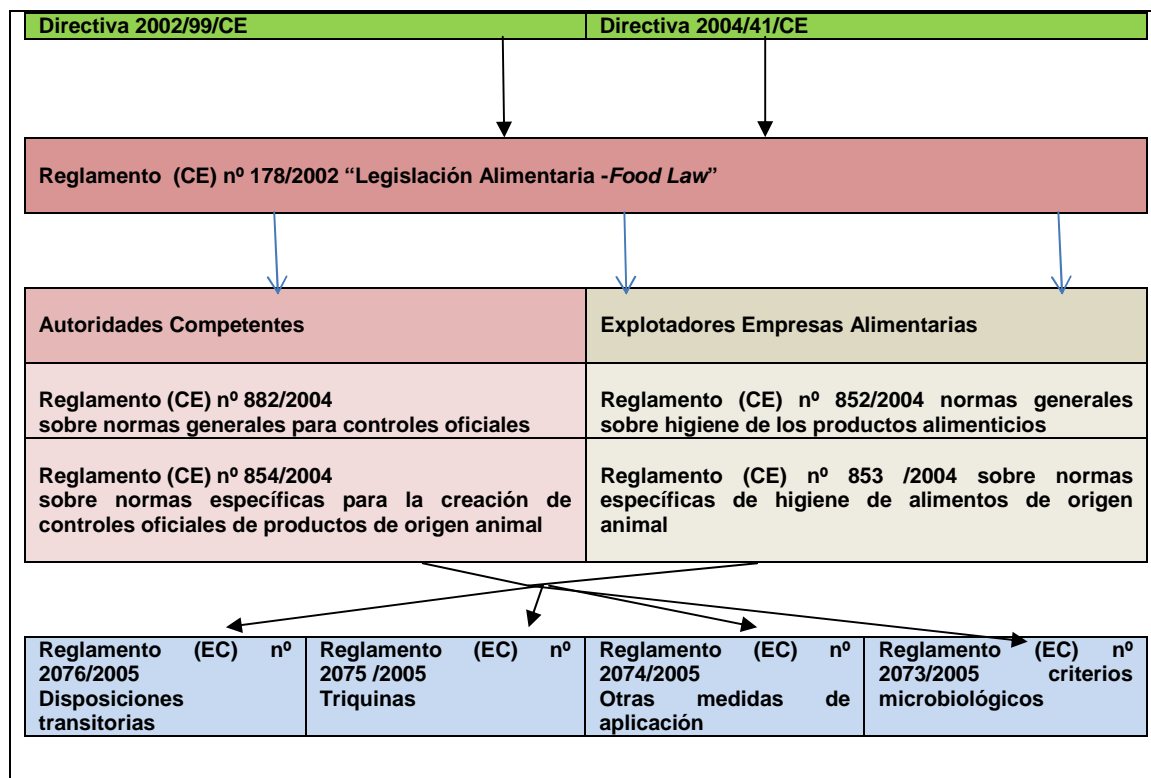 Directiva 2002/99/CE
Directiva 2004/41/CE
Reglamento (CE) nº 178/2002 “Legislación Alimentaria -Food Law”
Autoridades Competentes
Explotadores Empresas Alimentarias
Reglamento (CE) nº 882/2004
sobre normas generales para controles oficiales
Reglamento (CE) nº 852/2004 normas generales
sobre higiene de los productos alimenticios
Reglamento (CE) nº 854/2004
sobre normas específicas para la creación de
controles oficiales de productos de origen animal
Reglamento (CE) nº 853 /2004 sobre normas
específicas de higiene de alimentos de origen
animal
Reglamento (EC) nº
2076/2005
Disposiciones
transitorias
Reglamento (EC) nº
2075 /2005
Triquinas
Reglamento (EC) nº
2074/2005
Otras medidas de
aplicación
Reglamento (EC) nº
2073/2005 criterios
microbiológicos